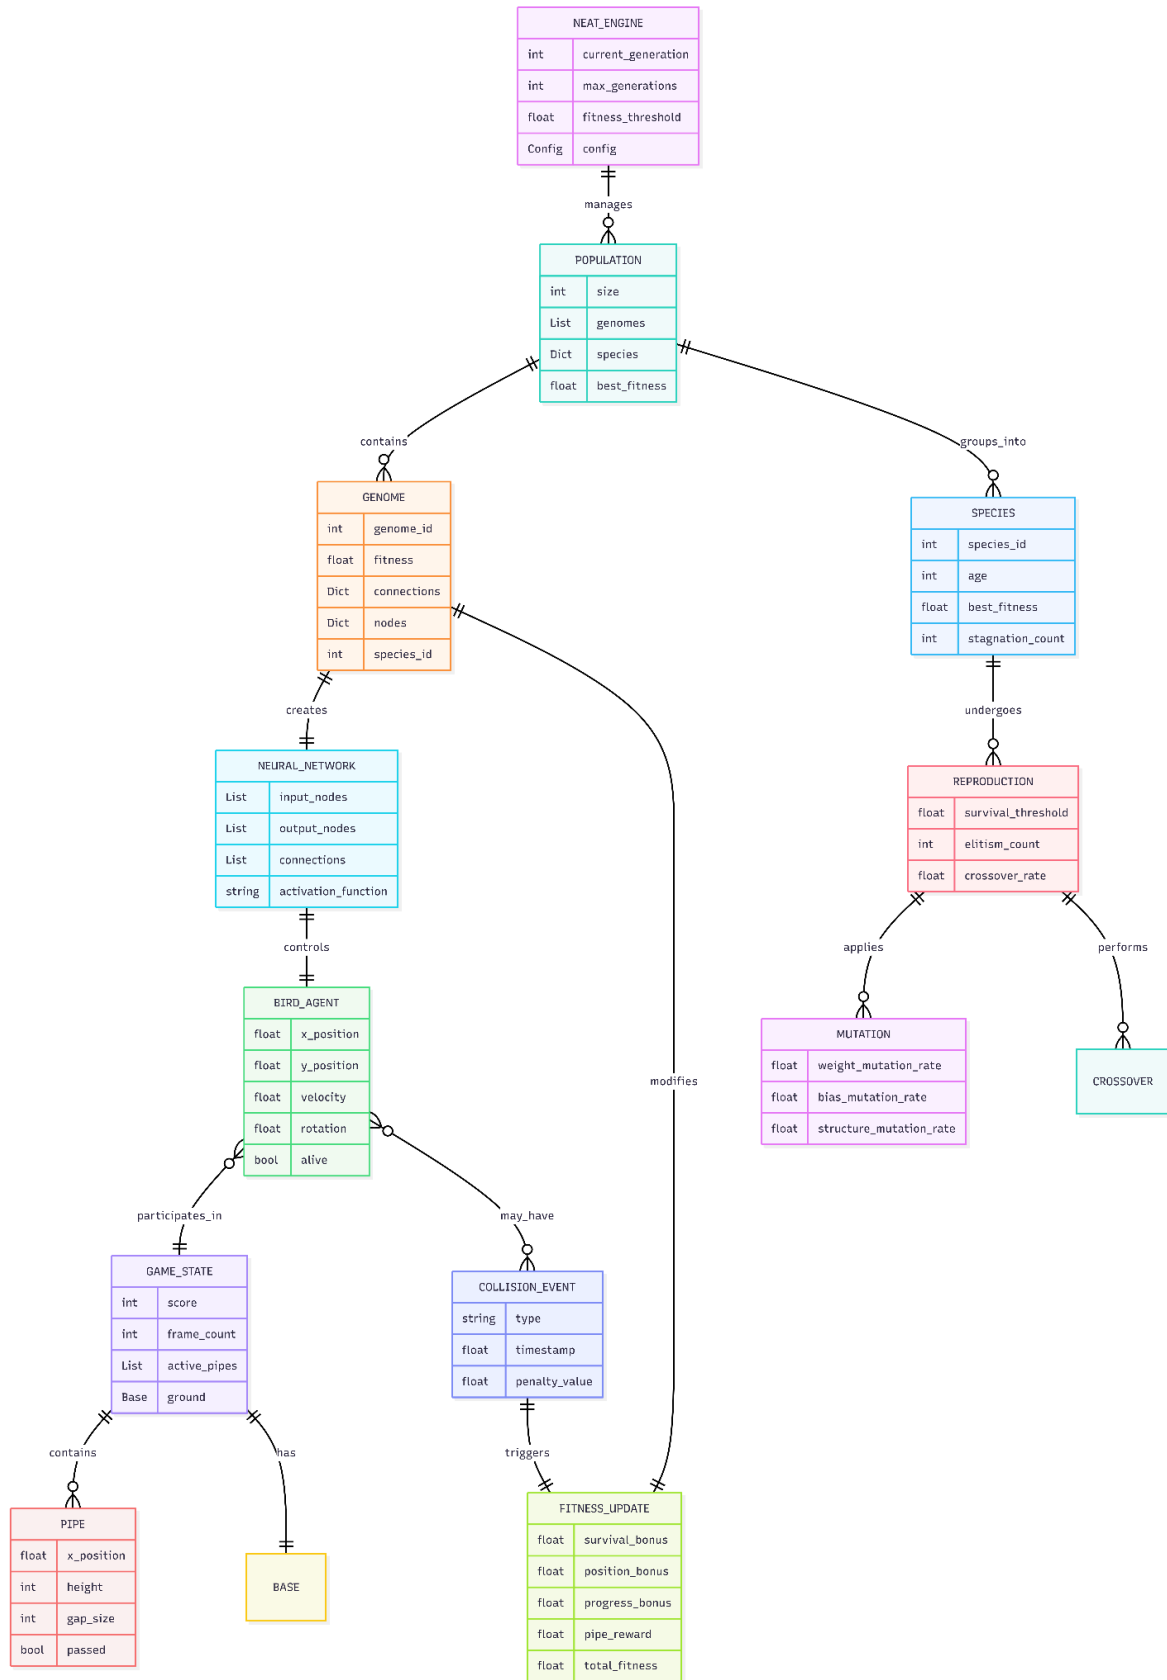 NEAT_ENGINE
int current_generation
int max_generations
float fitness_threshold
Config config
manages
POPULATION
int size
List genomes
Dict species
float best_fitness
contains
groups_into
GENOME
int genome_id
float fitness
Dict connections
Dict nodes
int species_id
SPECIES
int species_id
int age
float best_fitness
int stagnation_count
creates
undergoes
NEURAL_NETWORK
List input_nodes
List output_nodes
List connections
string activation_function
REPRODUCTION
float survival_threshold
int elitism_count
float crossover_rate
controls
applies
performs
BIRD_AGENT
float x_position
float y_position
float velocity
float rotation
bool alive
modifies
MUTATION
float weight_mutation_rate
float bias_mutation_rate
float structure_mutation_rate
CROSSOVER
participates_in
may_have
GAME_STATE
int score
int frame_count
List active_pipes
Base ground
COLLISION_EVENT
string type
float timestamp
float penalty_value
contains
has
triggers
PIPE
float x_position
int height
int gap_size
bool passed
BASE
FITNESS_UPDATE
float survival_bonus
float position_bonus
float progress_bonus
float pipe_reward
float total_fitness